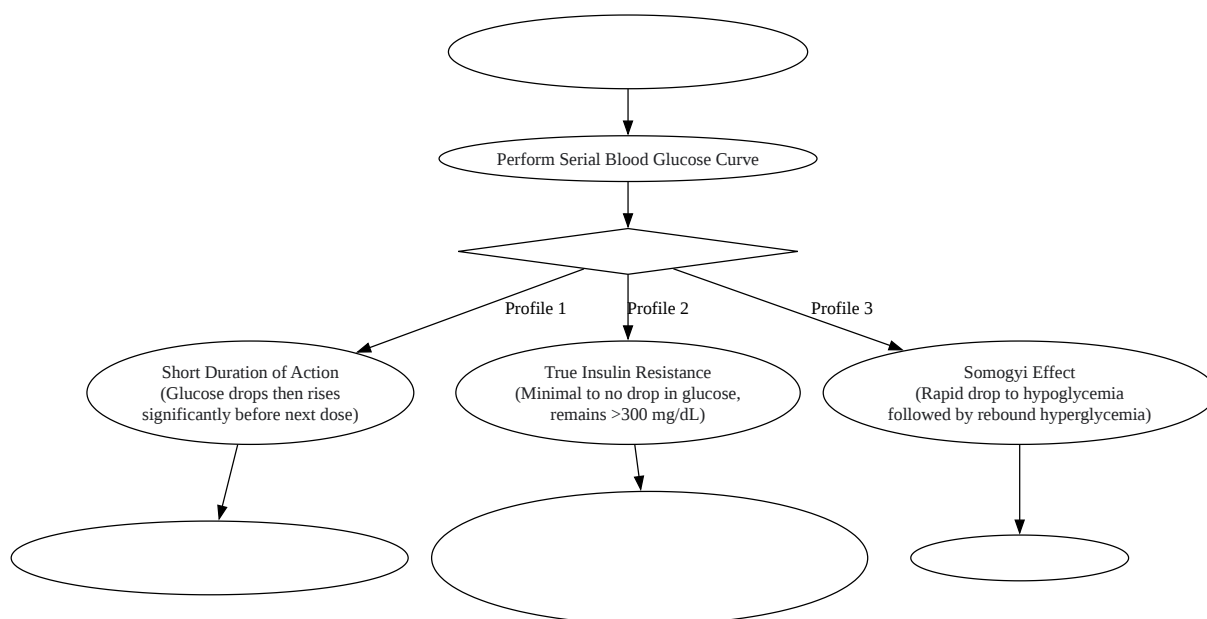 Perform Serial Blood Glucose Curve
Profile 1
Profile 2
Profile 3
Short Duration of Action
(Glucose drops then rises
significantly before next dose)
True Insulin Resistance
(Minimal to no drop in glucose,
remains >300 mg/dL)
Somogyi Effect
(Rapid drop to hypoglycemia
followed by rebound hyperglycemia)